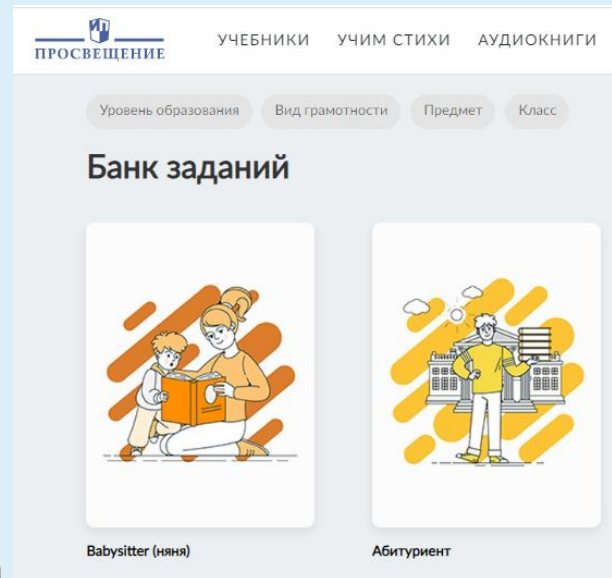 ПРОСВЕЩЕНИЕ
УЧЕБНИКИ УЧИМ СТИХИ АУДИОКНИГИ
Уровень образования Вид грамотности Предмет Класс
Банк заданий
Babysitter (няня) Абитуриент